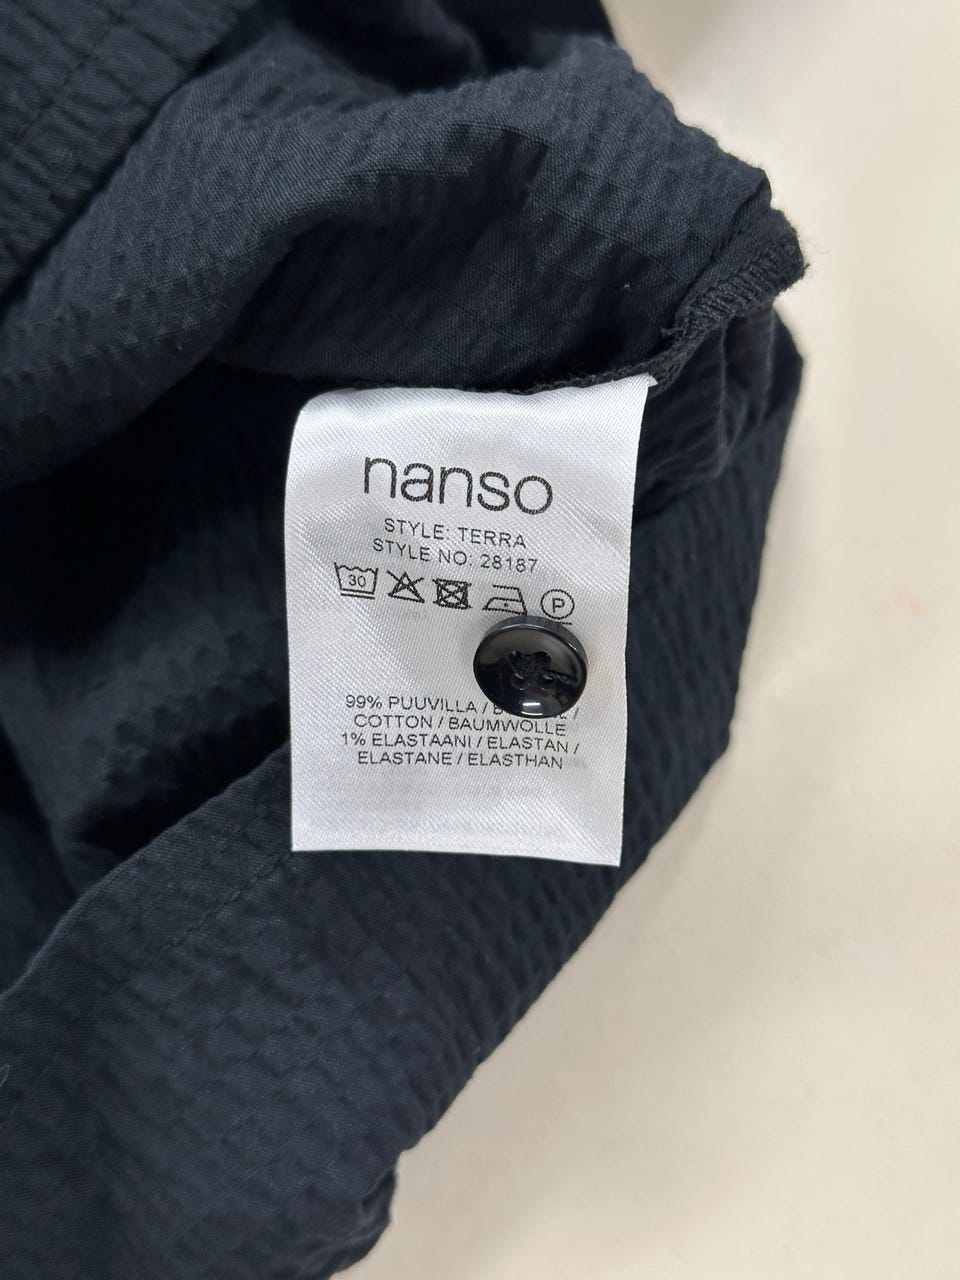 nanso
STYLE: TERRA
STYLE NO: 28187
30
P
99% PUUVILLA / /
COTTON / BAUMWOLLE
1% ELASTAANI / ELASTAN /
ELASTANE / ELASTHAN